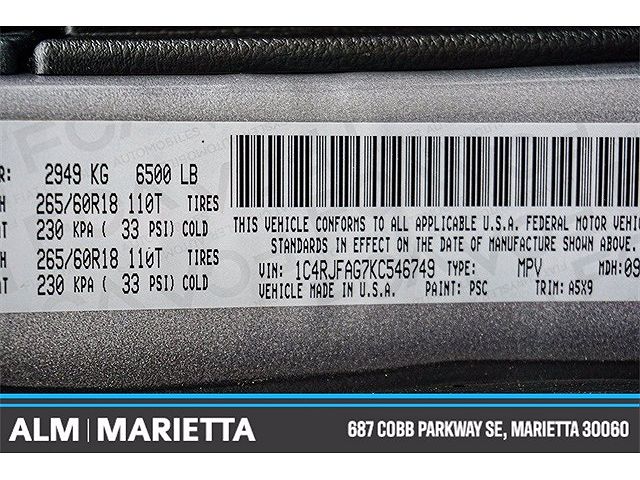 R: 2949 KG 6500 LB
H 265/60R18 110T TIRES
T 230 KPA ( 33 PSI) COLD
H 265/60R18 110T TIRES
T 230 KPA ( 33 PSI) COLD
THIS VEHICLE CONFORMS TO ALL APPLICABLE U.S.A. FEDERAL MOTOR VEHIC
STANDARDS IN EFFECT ON THE DATE OF MANUFACTURE SHOWN ABOVE.
VIN: 1C4RJFAG7KC546749 TYPE: MPV MDH: 09
VEHICLE MADE IN U.S.A. PAINT: PSC TRIM: A5X9
ALM | MARIETTA
687 COBB PARKWAY SE, MARIETTA 30060